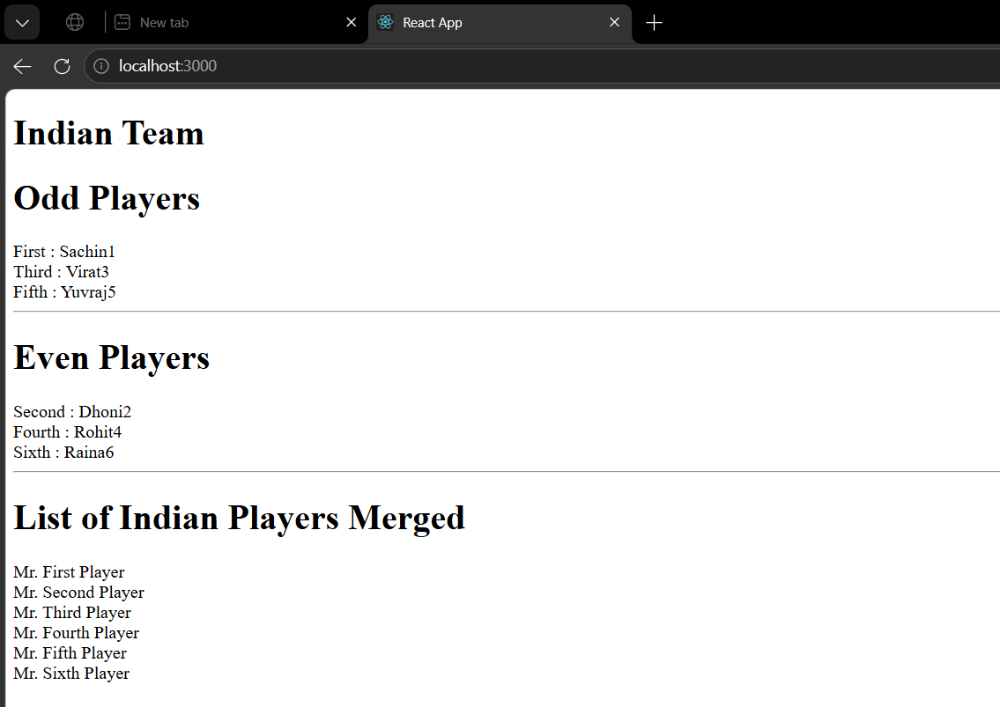 New tab
React App
localhost:3000
Indian Team
Odd Players
First : Sachin1
Third : Virat3
Fifth : Yuvraj5
Even Players
Second : Dhoni2
Fourth : Rohit4
Sixth : Raina6
List of Indian Players Merged
Mr. First Player
Mr. Second Player
Mr. Third Player
Mr. Fourth Player
Mr. Fifth Player
Mr. Sixth Player